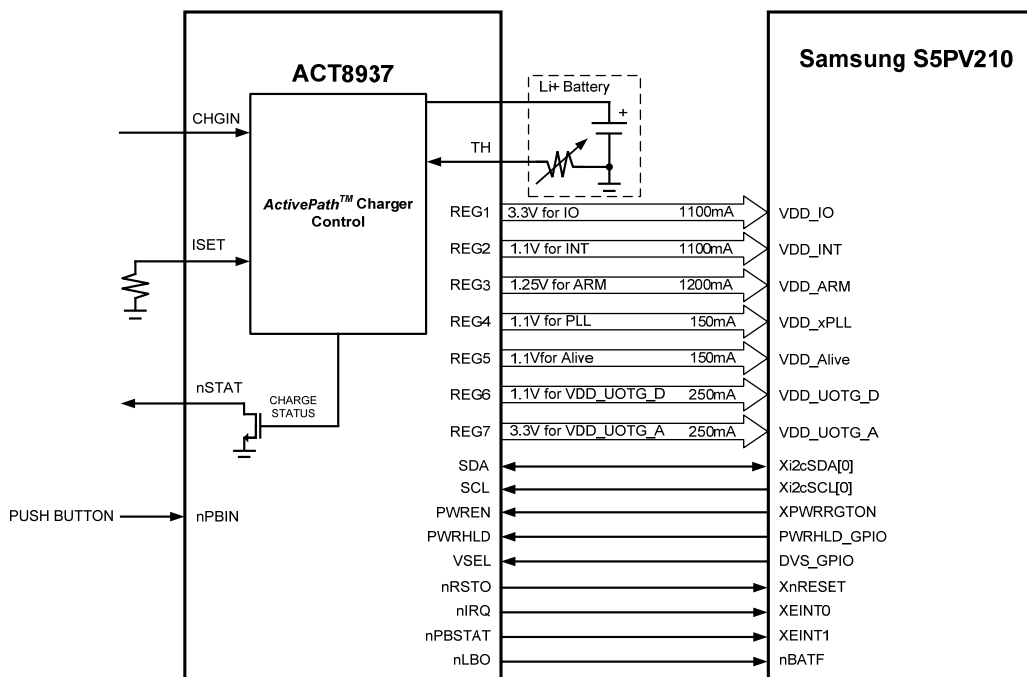 ACT8937
Samsung S5PV210
Li+ Battery
+
CHGIN
TH
ActivePath™ Charger
Control
ISET
nSTAT
CHARGE
STATUS
PUSH BUTTON
nPBIN
REG1 3.3V for IO 1100mA VDD_IO
REG2 1.1V for INT 1100mA VDD_INT
REG3 1.25V for ARM 1200mA VDD_ARM
REG4 1.1V for PLL 150mA VDD_xPLL
REG5 1.1Vfor Alive 150mA VDD_Alive
REG6 1.1V for VDD_UOTG_D 250mA VDD_UOTG_D
REG7 3.3V for VDD_UOTG_A 250mA VDD_UOTG_A
SDA Xi2cSDA[0]
SCL Xi2cSCL[0]
PWREN XPWRRGTON
PWRHLD PWRHLD_GPIO
VSEL DVS_GPIO
nRSTO XnRESET
nIRQ XEINT0
nPBSTAT XEINT1
nLBO nBATF